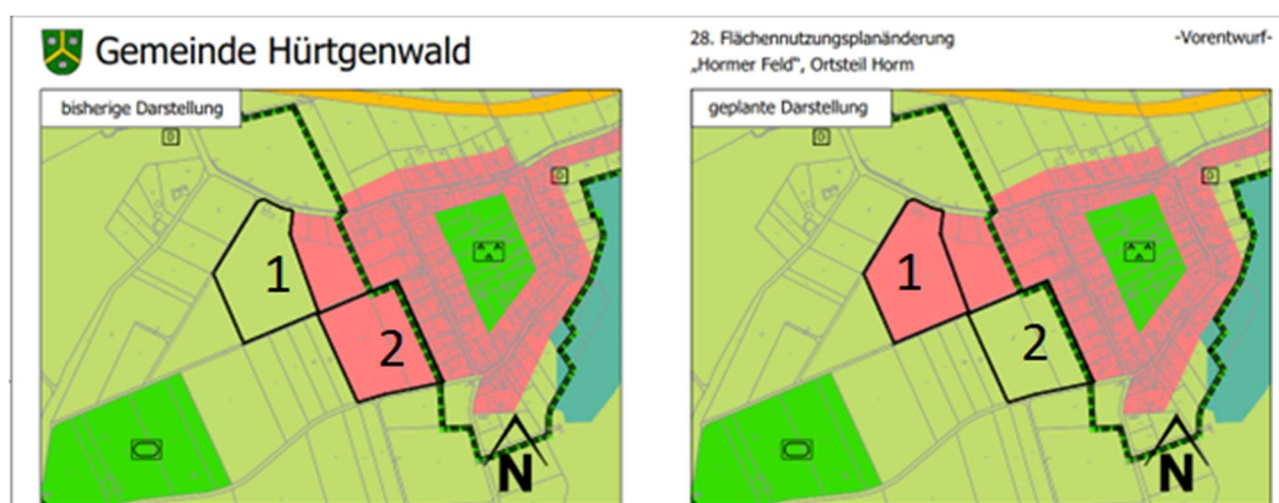 Gemeinde Hürtgenwald
28. Flächennutzungsplanänderung
-Vorentwurf-
„Hormer Feld", Ortsteil Horm
bisherige Darstellung
D
D
1
2
N
geplante Darstellung
D
D
1
2
N